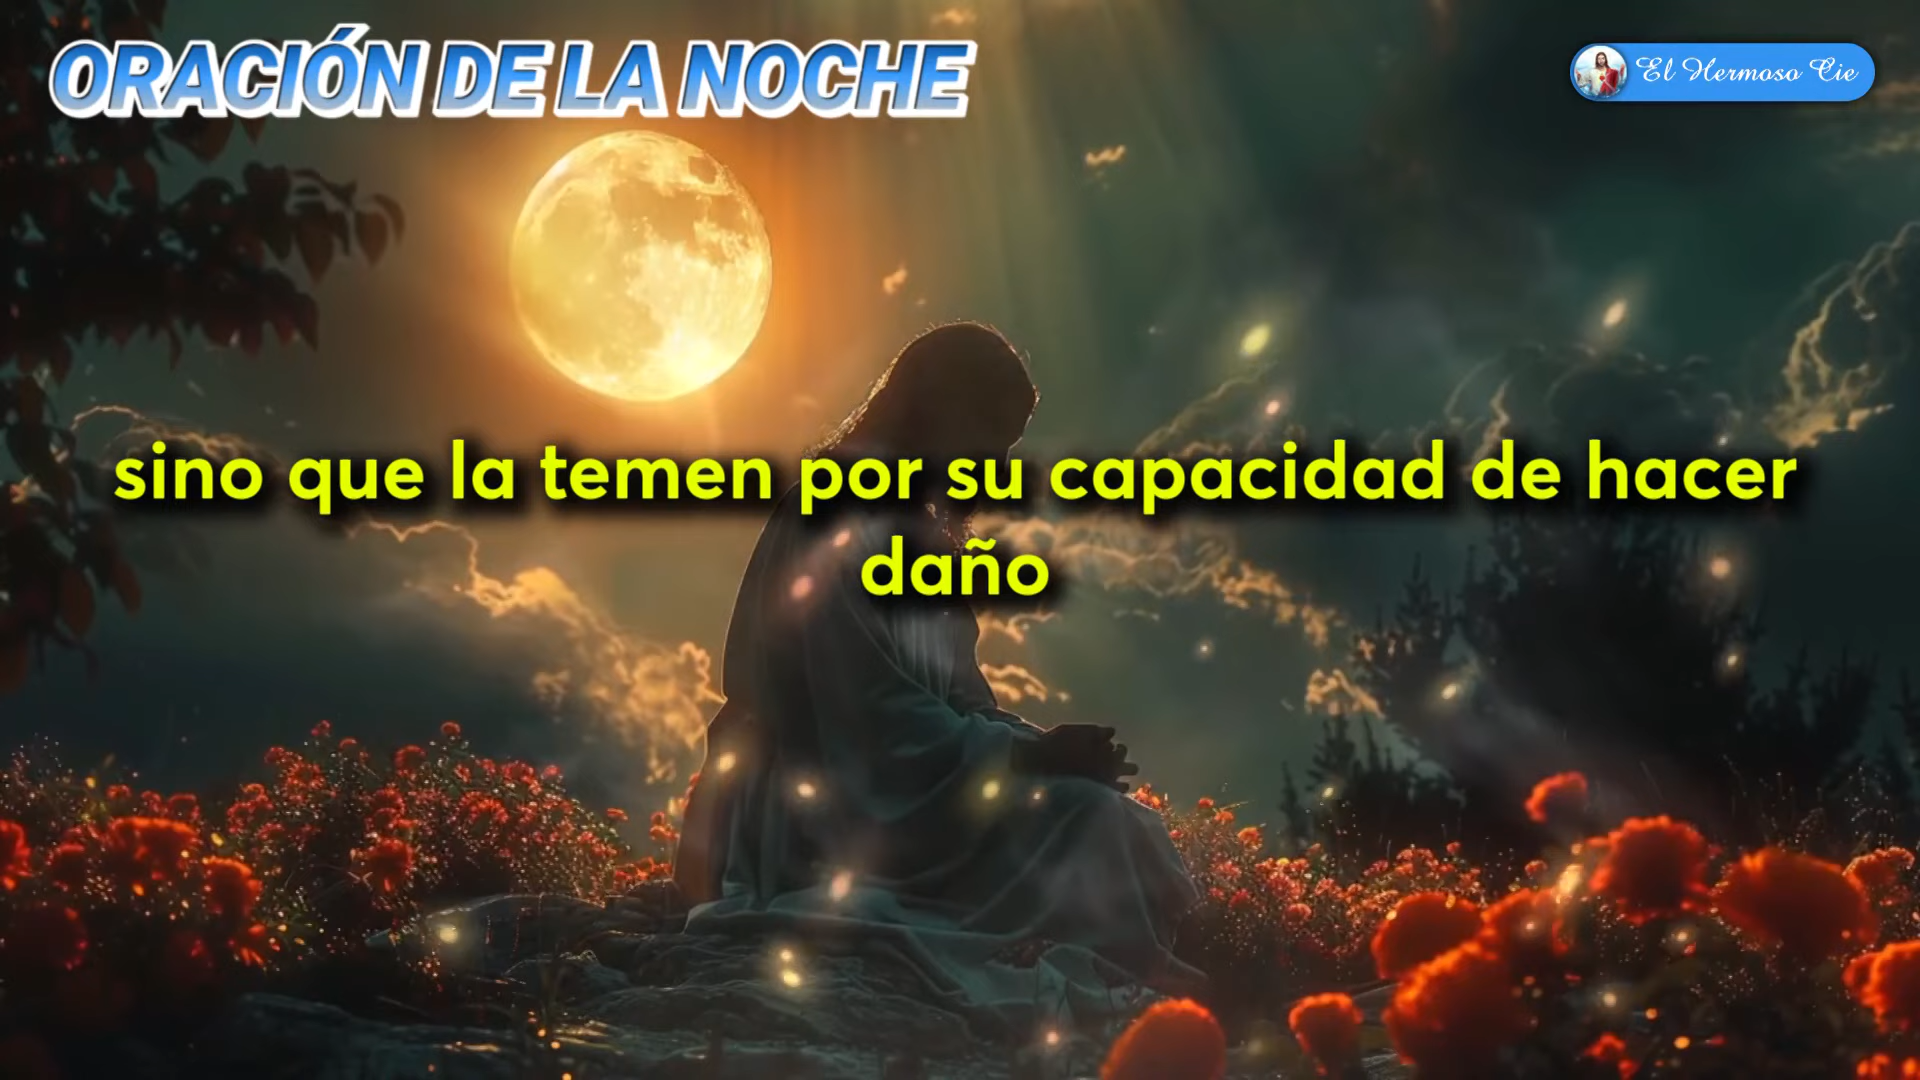 ORACIÓN DE LA NOCHE
El Hermoso Cie
sino que la temen por su capacidad de hacer
daño